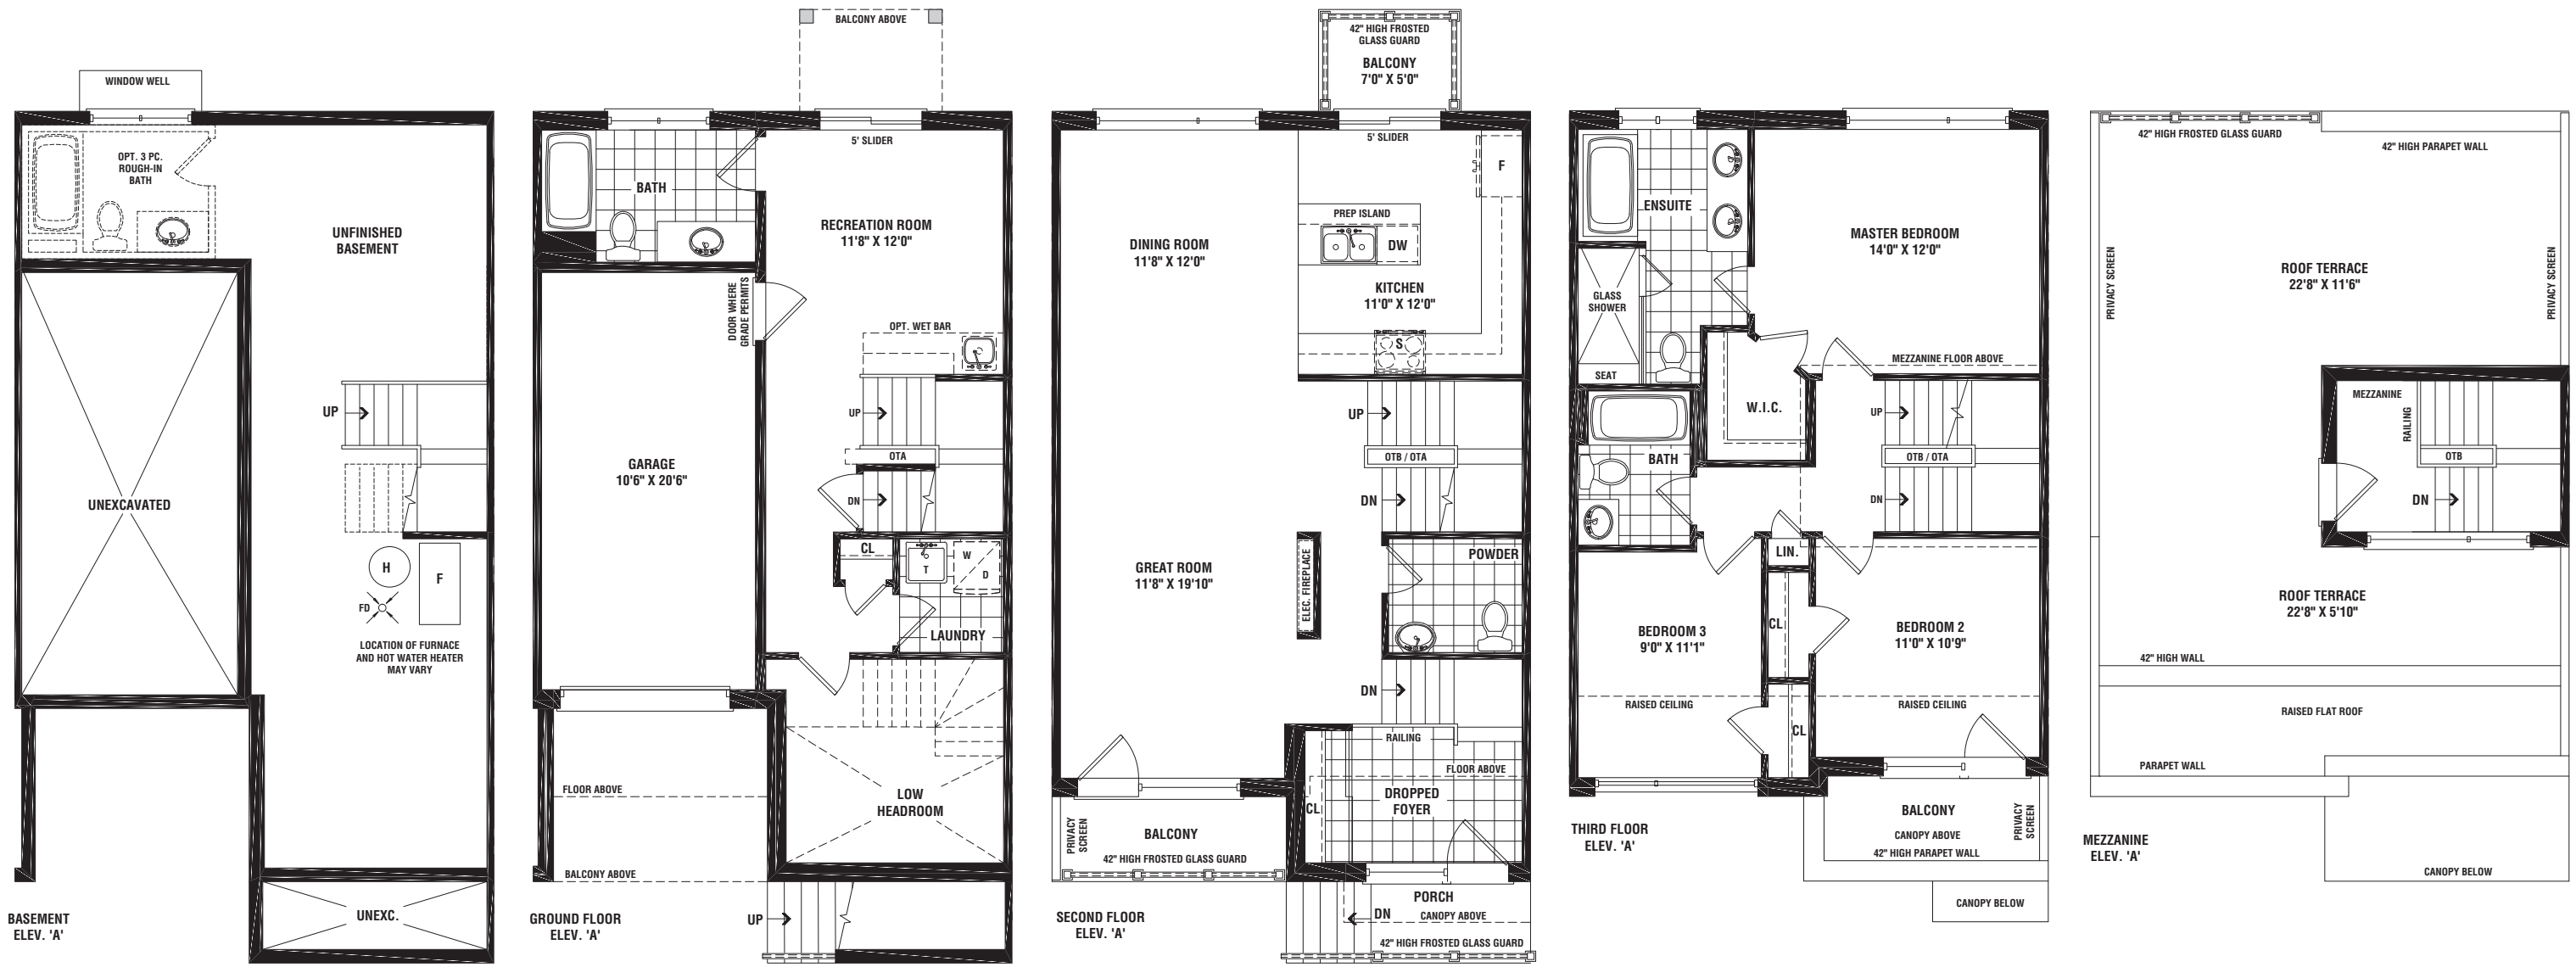 WINDOW WELL
OPT. 3 PC.
ROUGH-IN
BATH
UNFINISHED
BASEMENT
UP
UNEXCAVATED
H
F
FD
LOCATION OF FURNACE
AND HOT WATER HEATER
MAY VARY
UNEXC.
BASEMENT
ELEV. 'A'
BALCONY ABOVE
5' SLIDER
BATH
RECREATION ROOM
11'8" X 12'0"
DOOR WHERE
GRADE PERMITS
OPT. WET BAR
UP
OTA
GARAGE
10'6" X 20'6"
DN
CL
T
W
D
LAUNDRY
FLOOR ABOVE
LOW
HEADROOM
BALCONY ABOVE
UP
GROUND FLOOR
ELEV. 'A'
42" HIGH FROSTED
GLASS GUARD
BALCONY
7'0" X 5'0"
5' SLIDER
F
PREP ISLAND
DW
DINING ROOM
11'8" X 12'0"
KITCHEN
11'0" X 12'0"
S
UP
OTB / OTA
DN
POWDER
ELEC. FIREPLACE
GREAT ROOM
11'8" X 19'10"
DN
RAILING
FLOOR ABOVE
CL
DROPPED
FOYER
PRIVACY
SCREEN
BALCONY
42" HIGH FROSTED GLASS GUARD
PORCH
DN
CANOPY ABOVE
42" HIGH FROSTED GLASS GUARD
SECOND FLOOR
ELEV. 'A'
ENSUITE
MASTER BEDROOM
14'0" X 12'0"
GLASS
SHOWER
SEAT
MEZZANINE FLOOR ABOVE
W.I.C.
UP
BATH
OTB / OTA
DN
LIN.
BEDROOM 3
9'0" X 11'1"
CL
BEDROOM 2
11'0" X 10'9"
RAISED CEILING
RAISED CEILING
CL
BALCONY
CANOPY ABOVE
42" HIGH PARAPET WALL
PRIVACY
SCREEN
CANOPY BELOW
THIRD FLOOR
ELEV. 'A'
42" HIGH FROSTED GLASS GUARD
42" HIGH PARAPET WALL
PRIVACY SCREEN
ROOF TERRACE
22'8" X 11'6"
PRIVACY SCREEN
MEZZANINE
RAILING
OTB
DN
ROOF TERRACE
22'8" X 5'10"
42" HIGH WALL
RAISED FLAT ROOF
PARAPET WALL
CANOPY BELOW
MEZZANINE
ELEV. 'A'